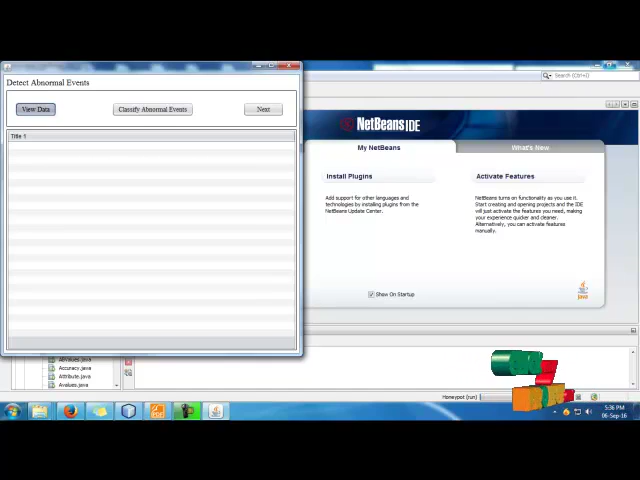 Detect Abnormal Events
View Data
Classify Abnormal Events
Next
Title 1
Search (Ctrl+I)
NetBeans IDE
My NetBeans
What's New
Install Plugins
Activate Features
Add support for other languages and
technologies by installing plugins from the
NetBeans Update Center.
NetBeans turns on functionality as you use it.
Start creating and opening projects and the IDE
will just activate the features you need, making
your experience quicker and cleaner.
Alternatively, you can activate features
manually.
Show On Startup
Java
Accuracy.java
Attribute.java
Avalues.java
Honeypot (run)
5:36 PM
06-Sep-16